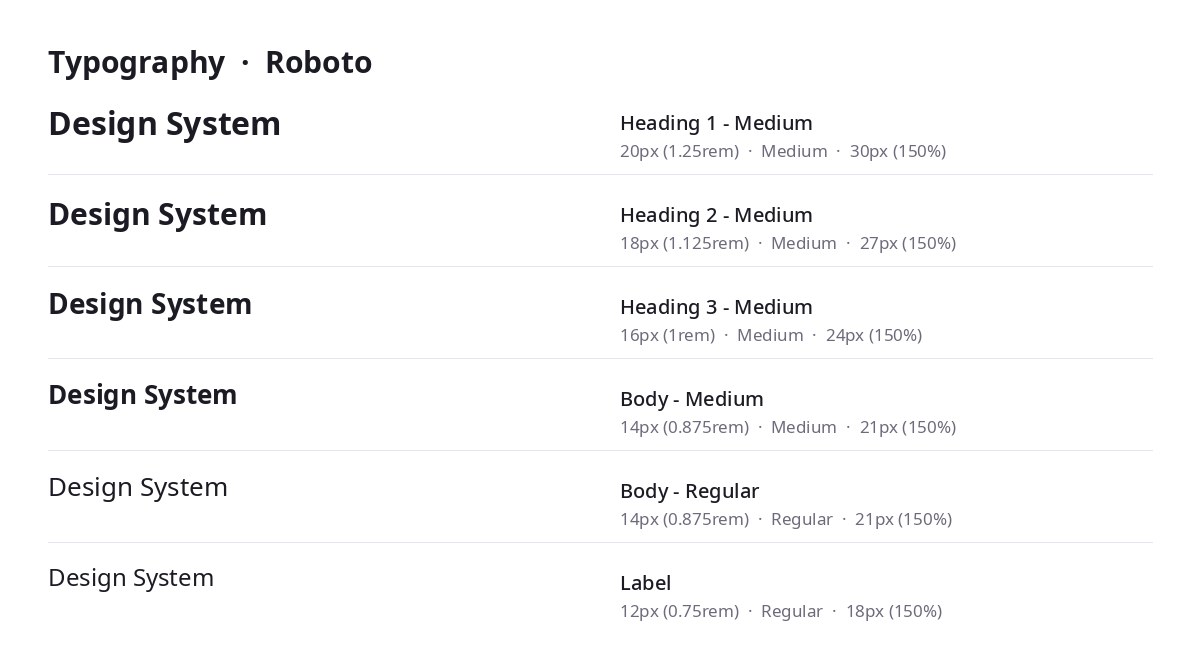 Typography · Roboto
Design System
Heading 1 - Medium
20px (1.25rem) · Medium · 30px (150%)
Design System
Heading 2 - Medium
18px (1.125rem) · Medium · 27px (150%)
Design System
Heading 3 - Medium
16px (1rem) · Medium · 24px (150%)
Design System
Body - Medium
14px (0.875rem) · Medium · 21px (150%)
Design System
Body - Regular
14px (0.875rem) · Regular · 21px (150%)
Design System
Label
12px (0.75rem) · Regular · 18px (150%)